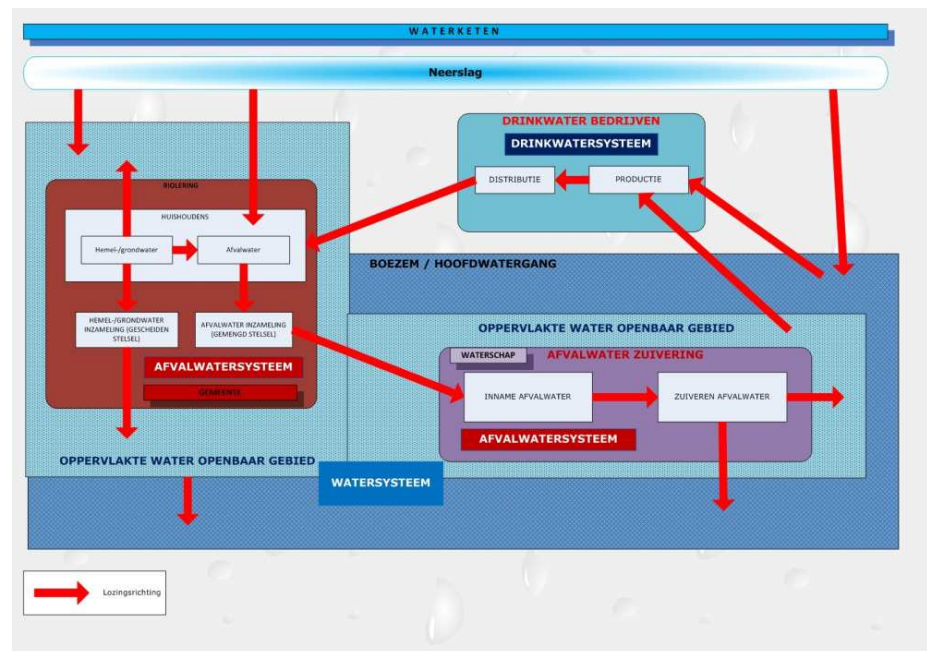 WATERKETEN
Neerslag
DRINKWATER BEDRIJVEN
DRINKWATERSYSTEEM
DISTRIBUTIE
PRODUCTIE
RIOLERING
HUISHOUDENS
Hemel-/grondwater
Afvalwater
HEMEL-/GRONDWATER
INZAMELING (GESCHEIDEN
STELSEL)
AFVALWATER INZAMELING
(GEMENGD STELSEL)
AFVALWATERSYSTEEM
GEMEENTE
OPPERVLAKTE WATER OPENBAAR GEBIED
BOEZEM / HOOFDWATERGANG
OPPERVLAKTE WATER OPENBAAR GEBIED
WATERSCHAP
AFVALWATER ZUIVERING
INNAME AFVALWATER
ZUIVEREN AFVALWATER
AFVALWATERSYSTEEM
WATERSYSTEEM
Lozingsrichting